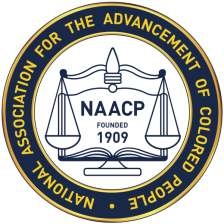 NATIONAL ASSOCIATION FOR THE ADVANCEMENT OF COLORED PEOPLE •
NAACP
FOUNDED
1909